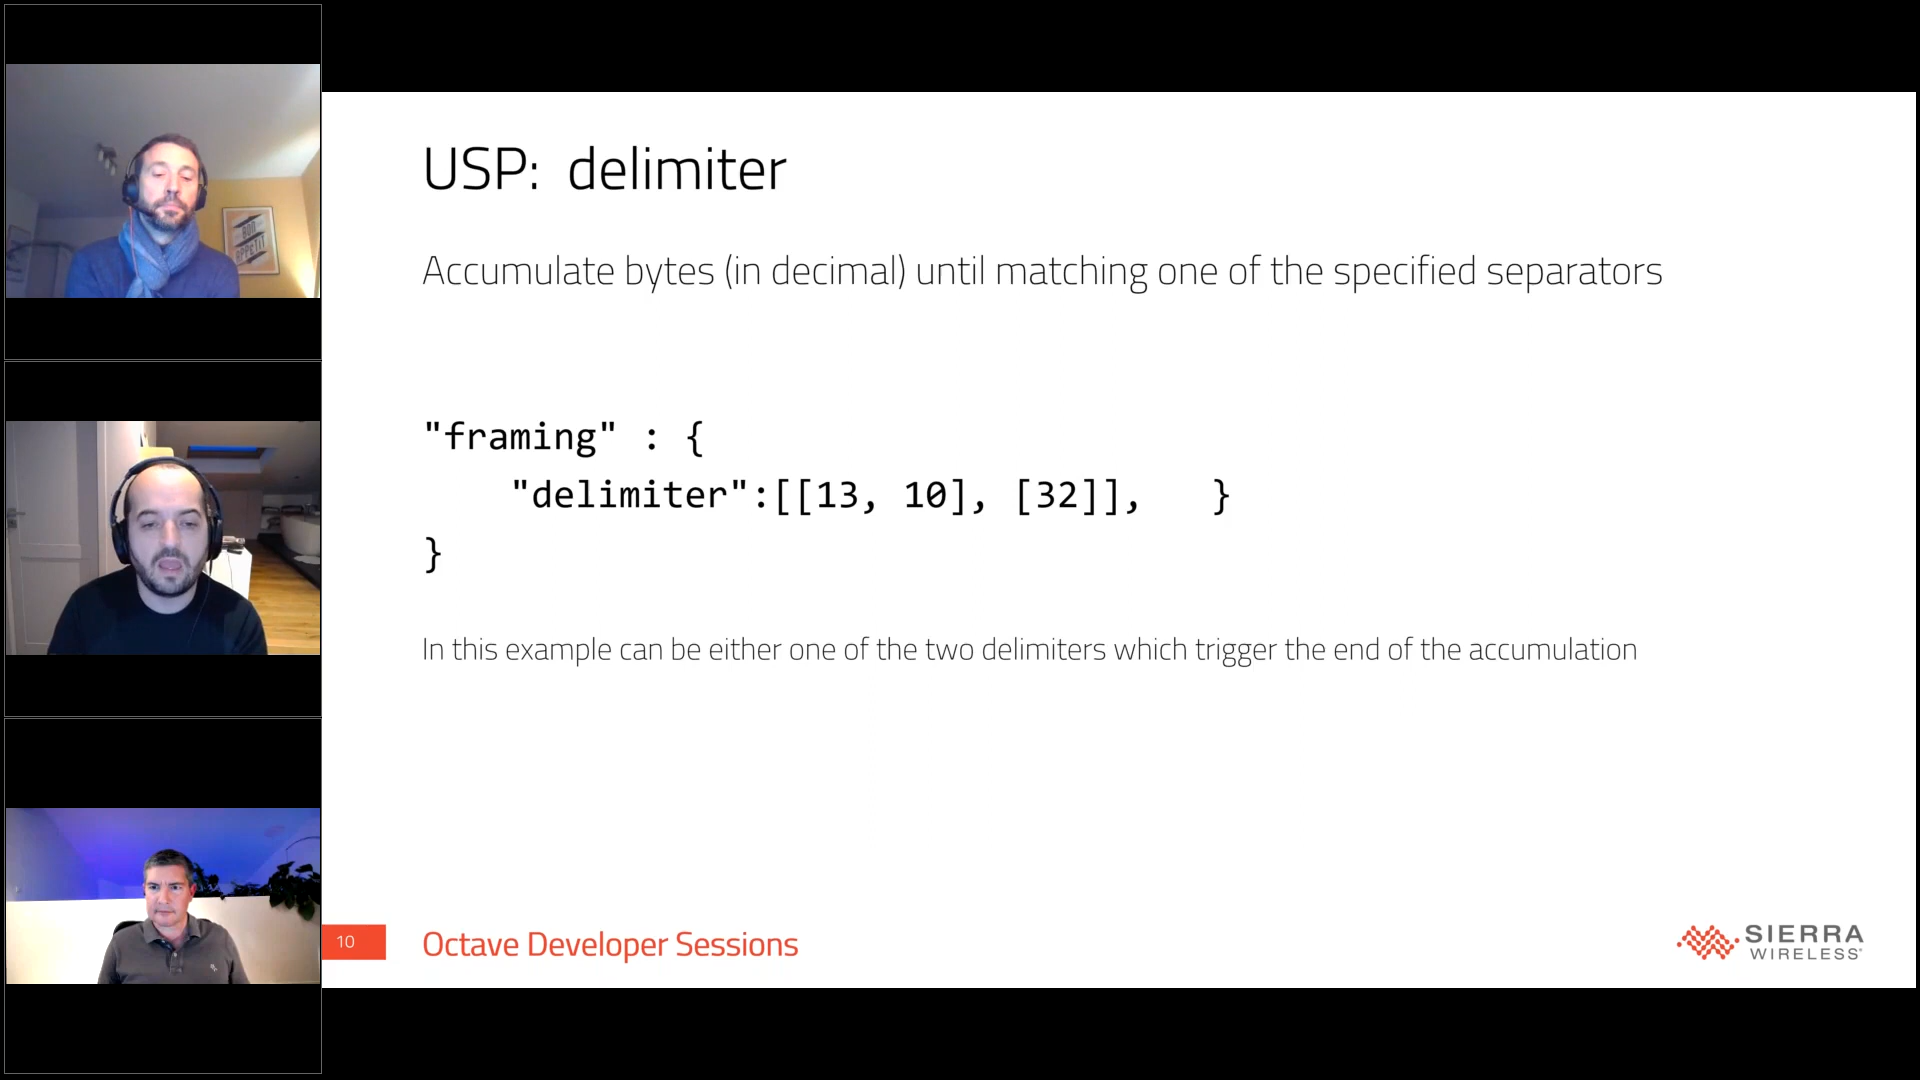 BON
APPETIT
USP: delimiter
Accumulate bytes (in decimal) until matching one of the specified separators
"framing" : {
"delimiter":[[13, 10], [32]], }
}
In this example can be either one of the two delimiters which trigger the end of the accumulation
10
Octave Developer Sessions
SIERRA
WIRELESS